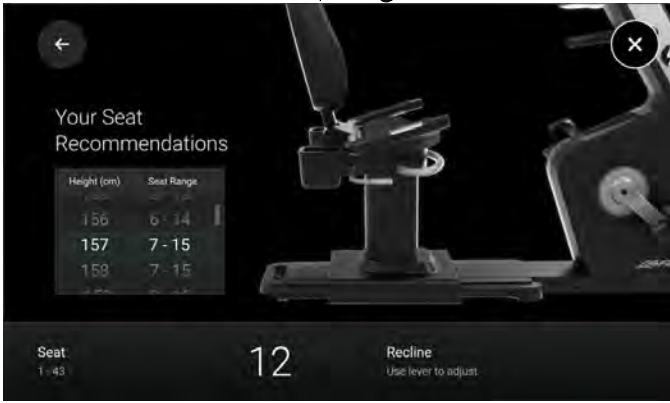 Your Seat
Recommendations
Height (cm) Seat Range
156 6 - 14
157 7 - 15
158 7 - 15
Seat
1 - 43
12
Recline
Use lever to adjust